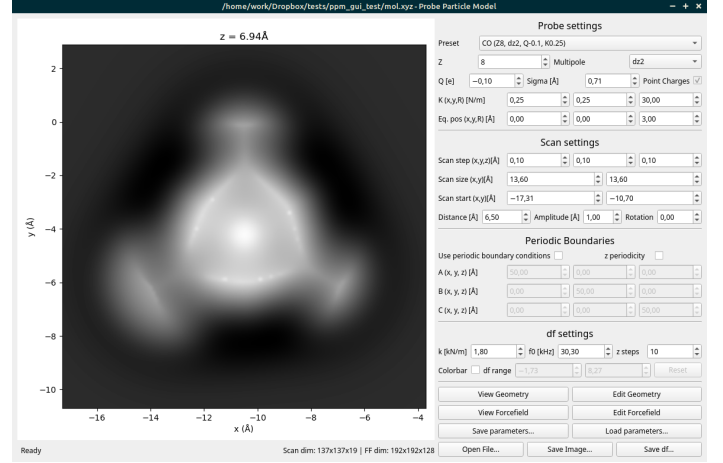 /home/work/Dropbox/tests/ppm_gui_test/mol.xyz - Probe Particle Model
z = 6.94Å
2
0
−2
−4
−6
−8
−10
y (Å)
−16 −14 −12 −10 −8 −6 −4
x (Å)
Probe settings
Preset CO (Z8, dz2, Q-0.1, K0.25)
Z 8 Multipole dz2
Q [e] −0,10 Sigma [Å] 0,71 Point Charges
K (x,y,R) [N/m] 0,25 0,25 30,00
Eq. pos (x,y,R) [Å] 0,00 0,00 3,00
Scan settings
Scan step (x,y,z)[Å] 0,10 0,10 0,10
Scan size (x,y)[Å] 13,60 13,60
Scan start (x,y)[Å] −17,31 −10,70
Distance [Å] 6,50 Amplitude [Å] 1,00 Rotation 0,00
Periodic Boundaries
Use periodic boundary conditions z periodicity
A (x, y, z) [Å] 50,00 0,00 0,00
B (x, y, z) [Å] 0,00 50,00 0,00
C (x, y, z) [Å] 0,00 0,00 50,00
df settings
k [kN/m] 1,80 f0 [kHz] 30,30 z steps 10
Colorbar df range −1,73 8,27 Reset
View Geometry Edit Geometry
View Forcefield Edit Forcefield
Save parameters... Load parameters...
Open File... Save Image... Save df...
Ready Scan dim: 137x137x19 | FF dim: 192x192x128